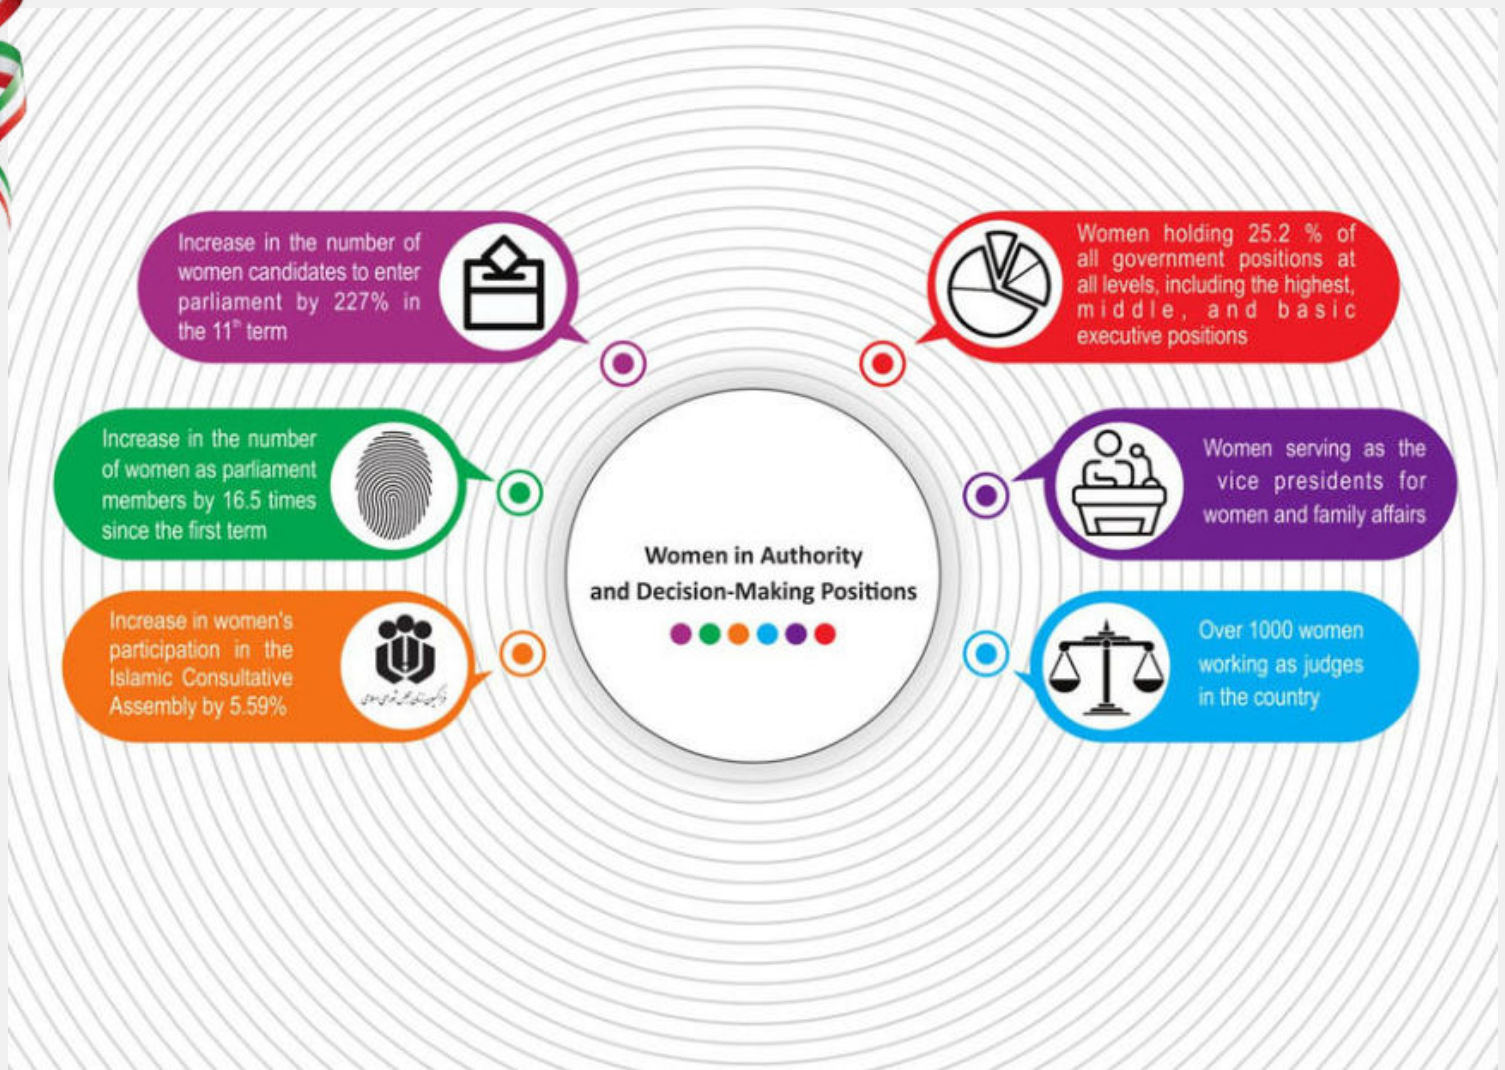 Increase in the number of
women candidates to enter
parliament by 227% in
the 11th term
Women holding 25.2 % of
all government positions at
all levels, including the highest,
middle, and basic
executive positions
Increase in the number
of women as parliament
members by 16.5 times
since the first term
Women serving as the
vice presidents for
women and family affairs
Women in Authority
and Decision-Making Positions
Increase in women's
participation in the
Islamic Consultative
Assembly by 5.59%
Over 1000 women
working as judges
in the country